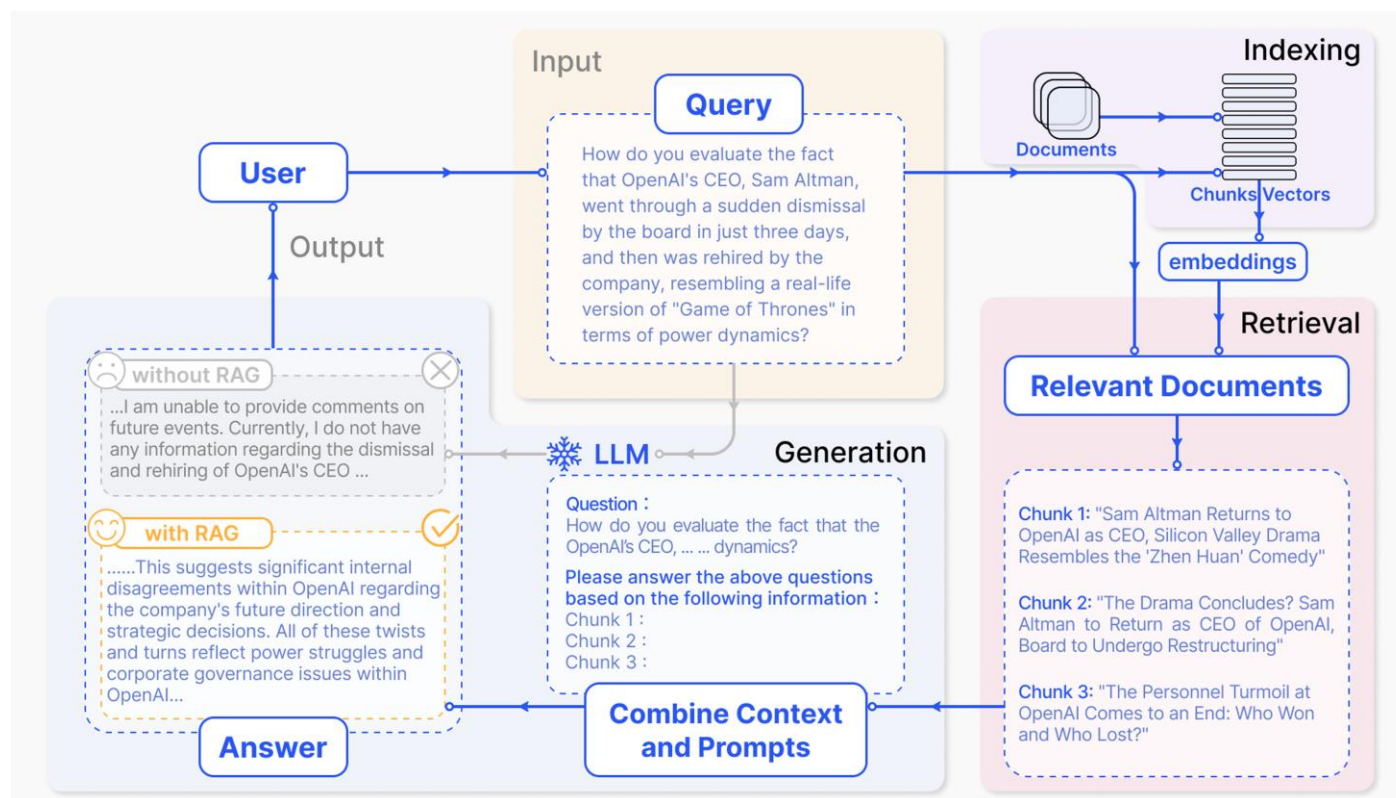 Input
Query
How do you evaluate the fact
that OpenAI's CEO, Sam Altman,
went through a sudden dismissal
by the board in just three days,
and then was rehired by the
company, resembling a real-life
version of "Game of Thrones" in
terms of power dynamics?
Indexing
Documents
Chunks Vectors
embeddings
User
Output
Retrieval
Relevant Documents
Chunk 1: "Sam Altman Returns to
OpenAI as CEO, Silicon Valley Drama
Resembles the 'Zhen Huan' Comedy"
Chunk 2: "The Drama Concludes? Sam
Altman to Return as CEO of OpenAI,
Board to Undergo Restructuring"
Chunk 3: "The Personnel Turmoil at
OpenAI Comes to an End: Who Won
and Who Lost?"
LLM
Generation
Question :
How do you evaluate the fact that the
OpenAI's CEO, ... ... dynamics?
Please answer the above questions
based on the following information :
Chunk 1 :
Chunk 2 :
Chunk 3 :
Combine Context
and Prompts
without RAG
...I am unable to provide comments on
future events. Currently, I do not have
any information regarding the dismissal
and rehiring of OpenAI's CEO ...
with RAG
......This suggests significant internal
disagreements within OpenAI regarding
the company's future direction and
strategic decisions. All of these twists
and turns reflect power struggles and
corporate governance issues within
OpenAI...
Answer